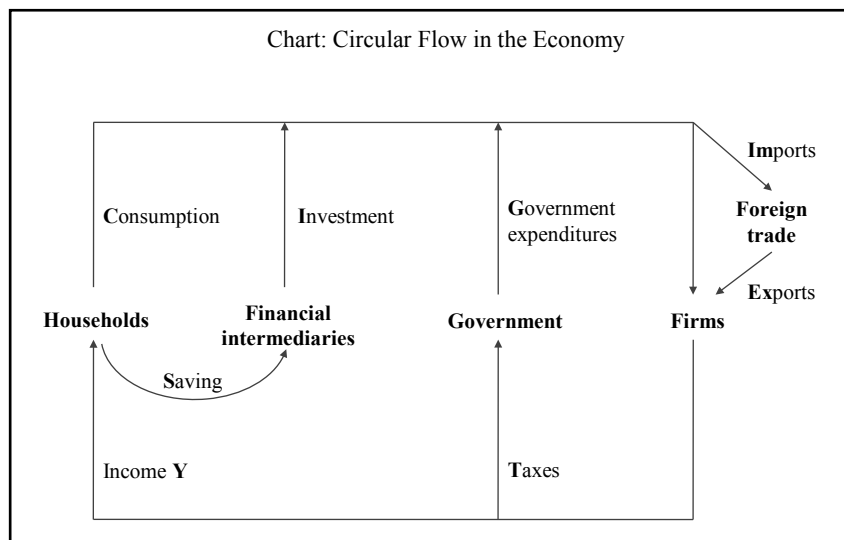 Chart: Circular Flow in the Economy
Imports
Consumption
Investment
Government
expenditures
Foreign
trade
Exports
Households
Financial
intermediaries
Government
Firms
Saving
Income Y
Taxes